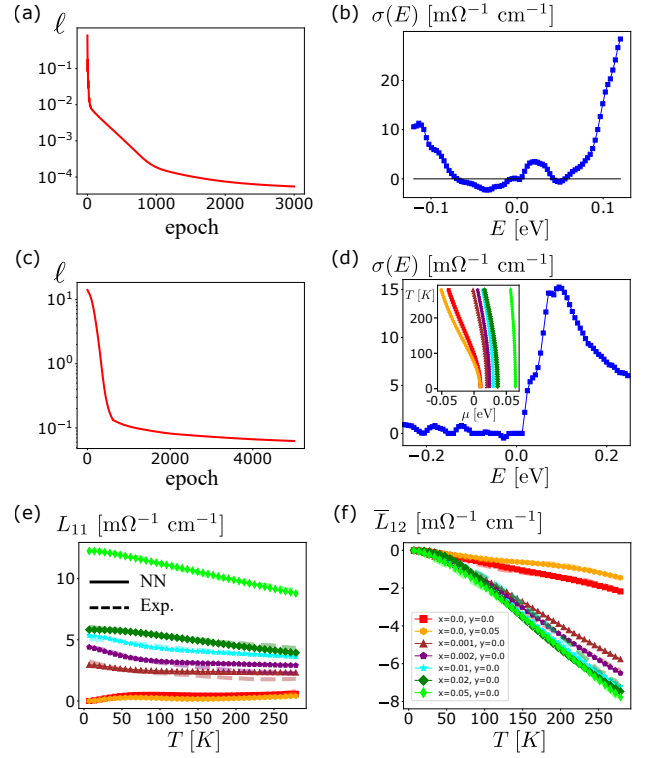 (a) ℓ
10⁻¹
10⁻²
10⁻³
10⁻⁴
0 1000 2000 3000
epoch
(b) σ(E) [mΩ⁻¹ cm⁻¹]
20
10
0
−0.1 0.0 0.1
E [eV]
(c) ℓ
10¹
10⁰
10⁻¹
0 2000 4000
epoch
(d) σ(E) [mΩ⁻¹ cm⁻¹]
15
10
5
0
−0.2 0.0 0.2
E [eV]
T [K]
200
100
0
−0.05 0 0.05
μ [eV]
(e) L₁₁ [mΩ⁻¹ cm⁻¹]
10
5
0
NN
Exp.
0 50 100 150 200 250
T [K]
(f) L̅₁₂ [mΩ⁻¹ cm⁻¹]
0
−2
−4
−6
−8
x=0.0, y=0.0
x=0.0, y=0.05
x=0.001, y=0.0
x=0.002, y=0.0
x=0.01, y=0.0
x=0.02, y=0.0
x=0.05, y=0.0
0 50 100 150 200 250
T [K]